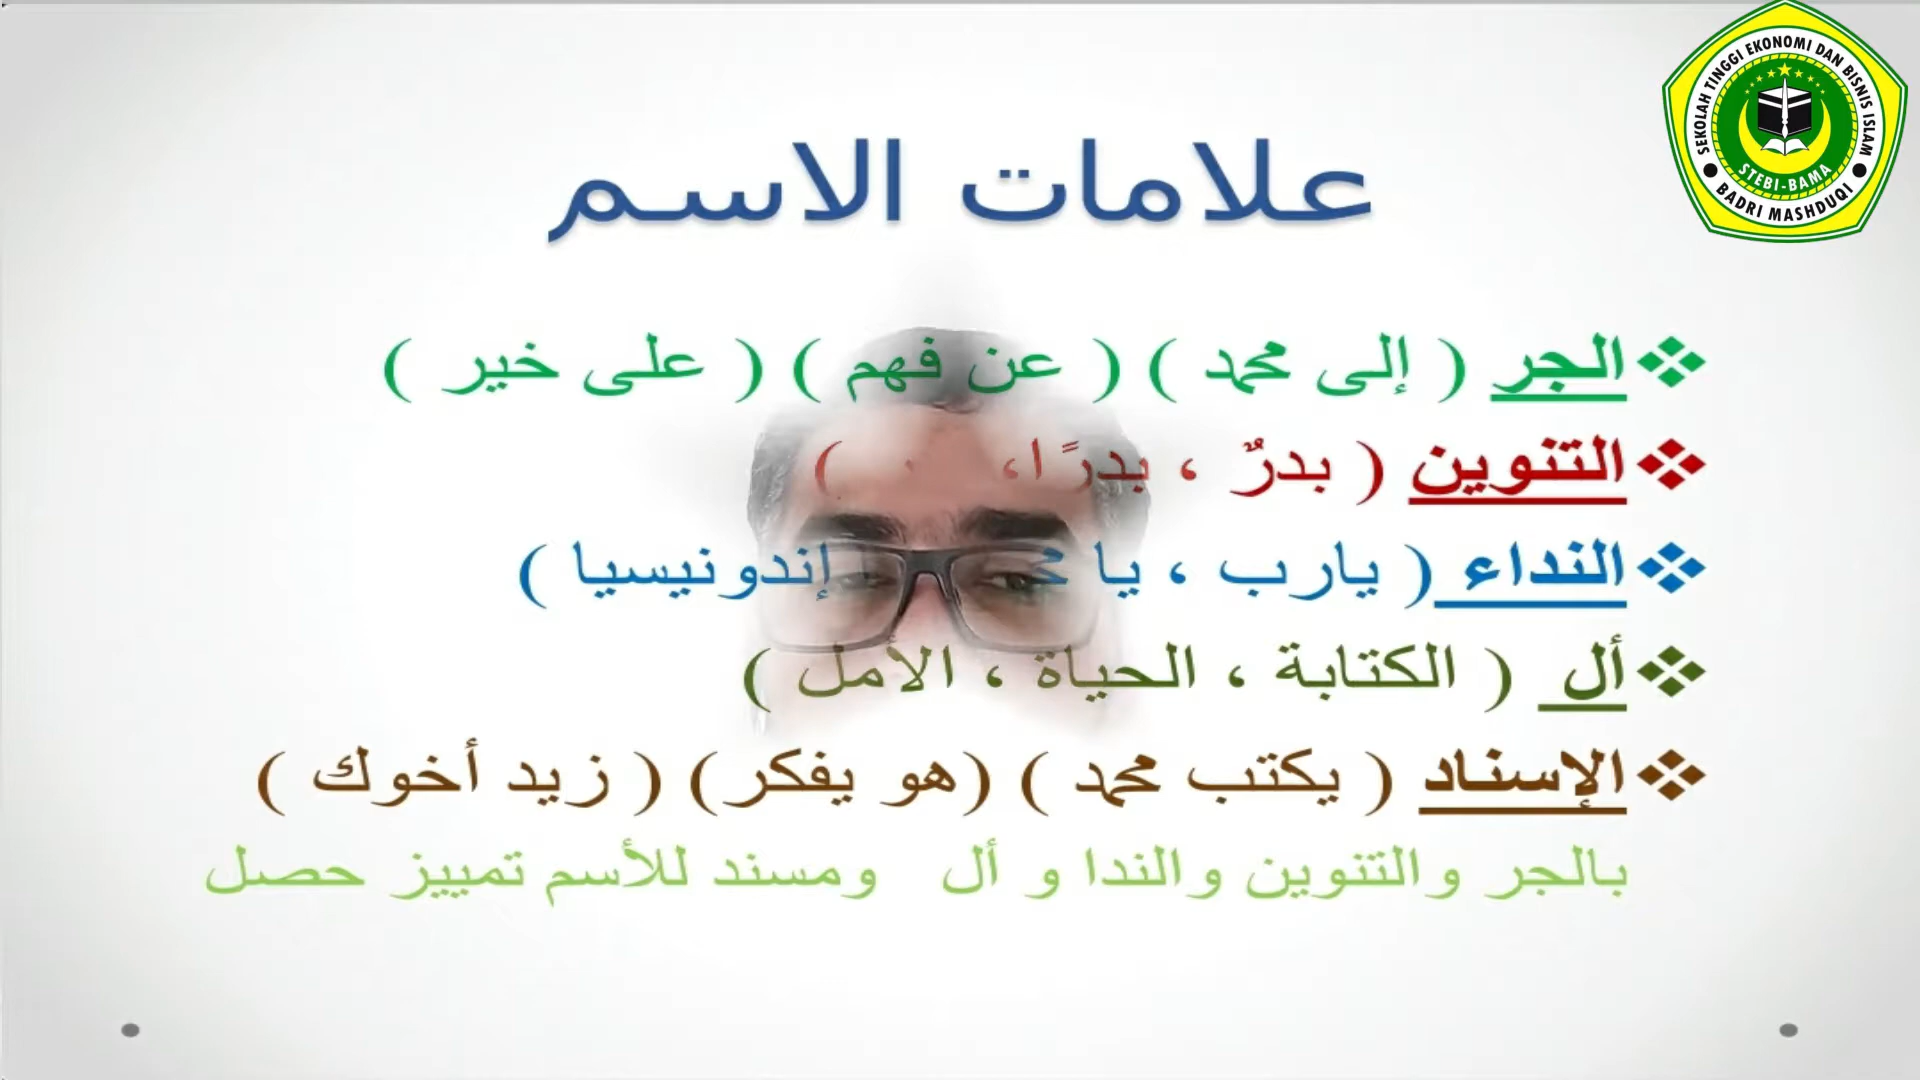 SEKOLAH TINGGI EKONOMI DAN BISNIS ISLAM
STEBI-BAMA
BADRI MASHDUQI
علامات الاسم
الجر ( إلى محمد ) ( عن فهم ) ( على خير )
التنوين ( بدرٌ ، بدرًا، )
النداء ( يارب ، يا إندونيسيا )
أل ( الكتابة ، الحياة ، الأمل )
الإسناد ( يكتب محمد ) (هو يفكر) ( زيد أخوك )
بالجر والتنوين والندا و أل ومسند للأسم تمييز حصل